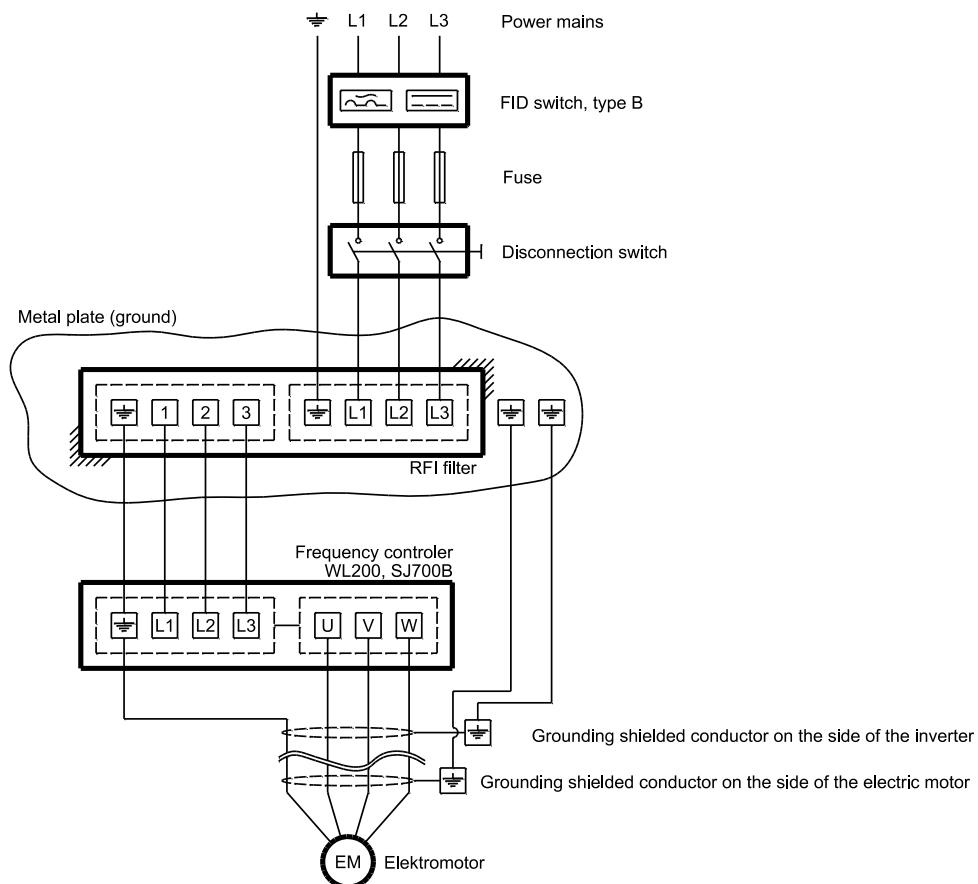 L1 L2 L3 Power mains
FID switch, type B
Fuse
Disconnection switch
Metal plate (ground)
1 2 3 L1 L2 L3
RFI filter
Frequency controler
WL200, SJ700B
L1 L2 L3 U V W
Grounding shielded conductor on the side of the inverter
Grounding shielded conductor on the side of the electric motor
EM Elektromotor